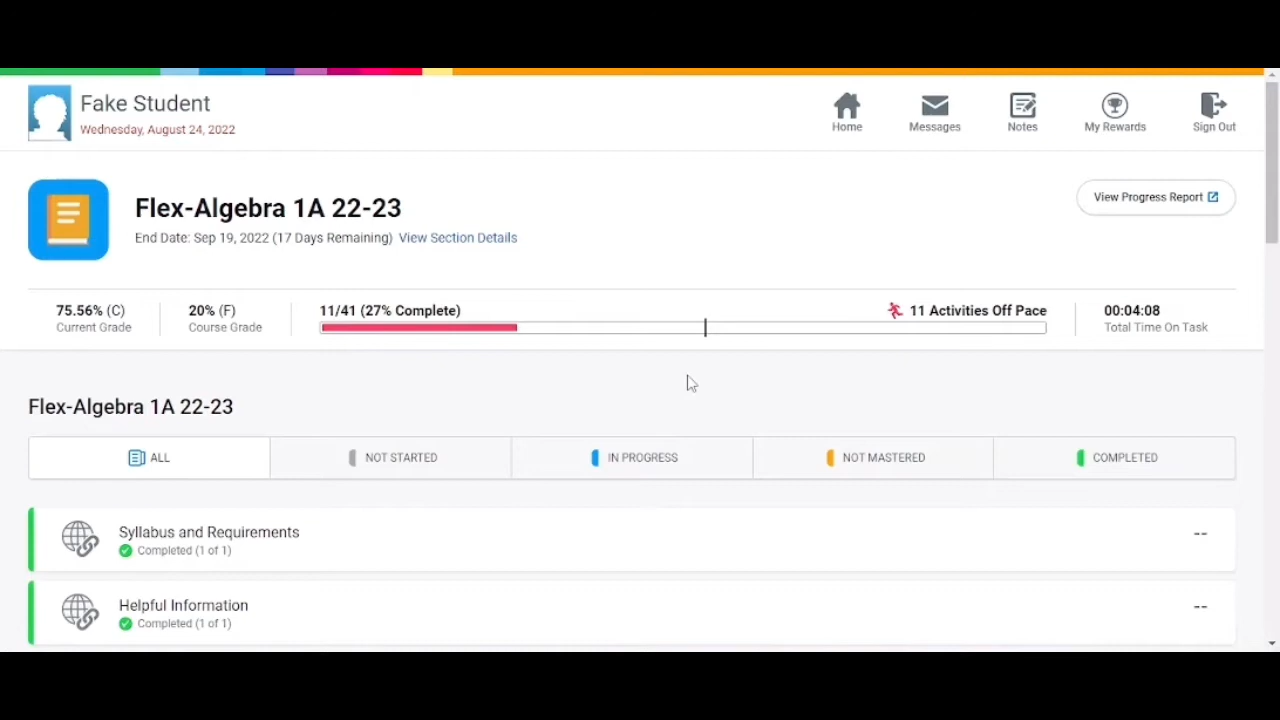 Fake Student
Wednesday, August 24, 2022
Home
Messages
Notes
My Rewards
Sign Out
Flex-Algebra 1A 22-23
End Date: Sep 19, 2022 (17 Days Remaining) View Section Details
View Progress Report
75.56% (C)
Current Grade
20% (F)
Course Grade
11/41 (27% Complete)
11 Activities Off Pace
00:04:08
Total Time On Task
Flex-Algebra 1A 22-23
ALL
NOT STARTED
IN PROGRESS
NOT MASTERED
COMPLETED
Syllabus and Requirements
Completed (1 of 1)
--
Helpful Information
Completed (1 of 1)
--